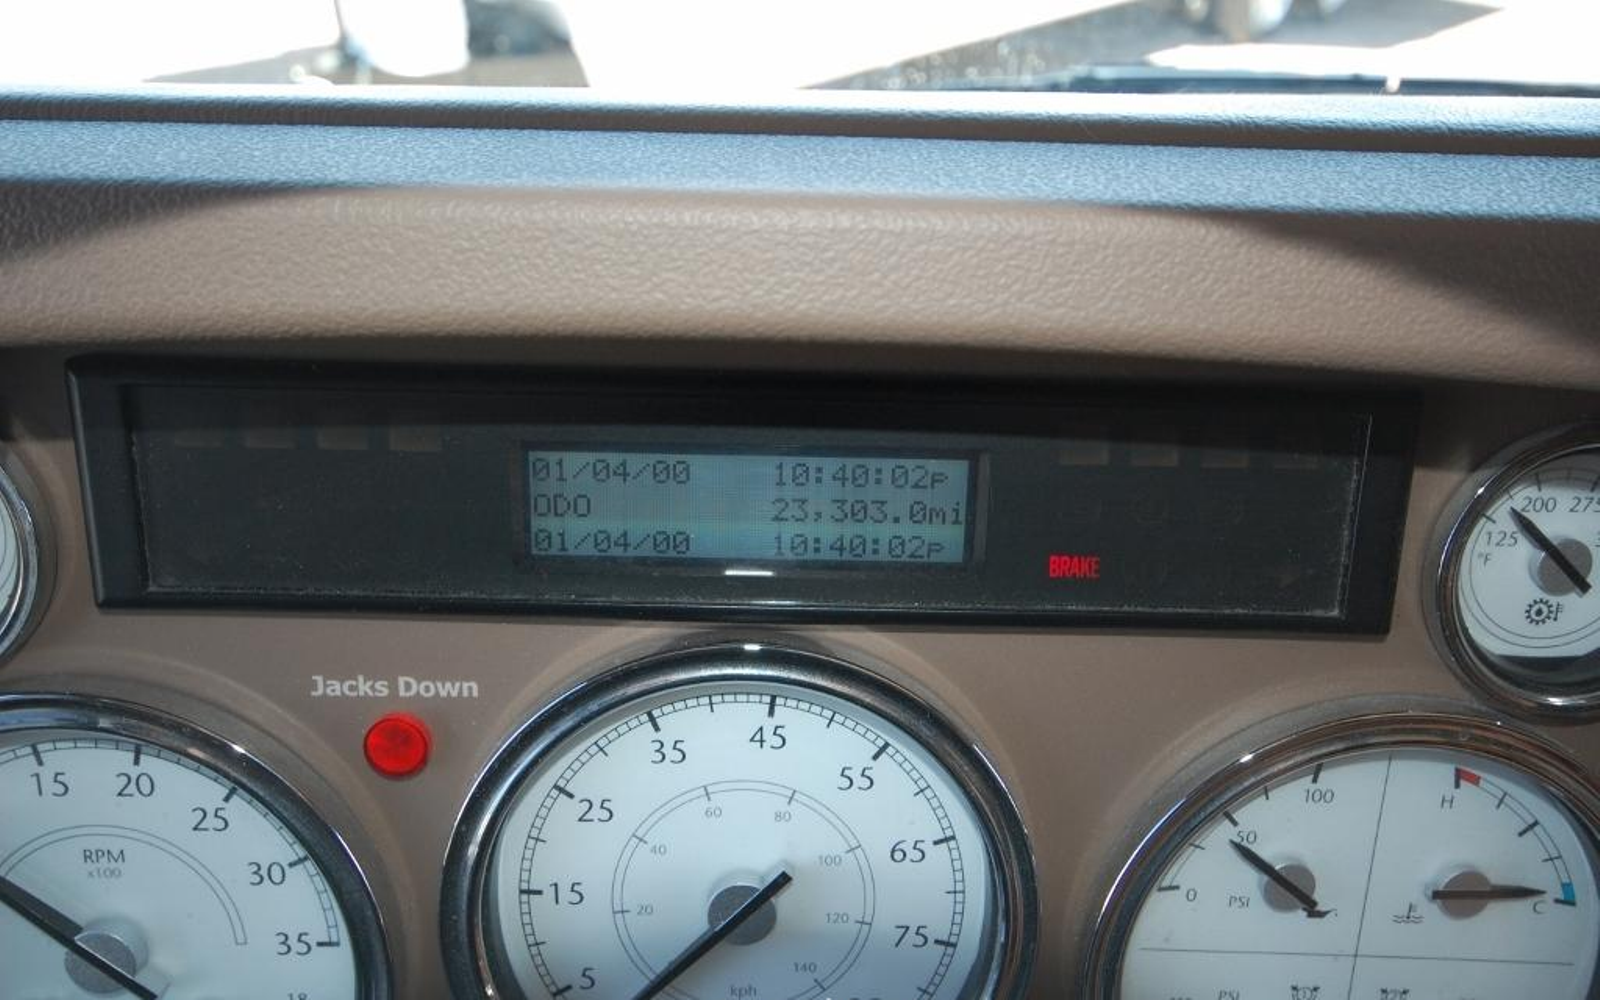 01/04/00 10:40:02p
ODO 23,303.0mi
01/04/00 10:40:02p
BRAKE
200 275
125
°F
Jacks Down
15 20 25 30 35
RPM
x100
18
5 15 25 35 45 55 65 75
20 40 60 80 100 120 140
kph
0 50 100
PSI
H
C
PSI